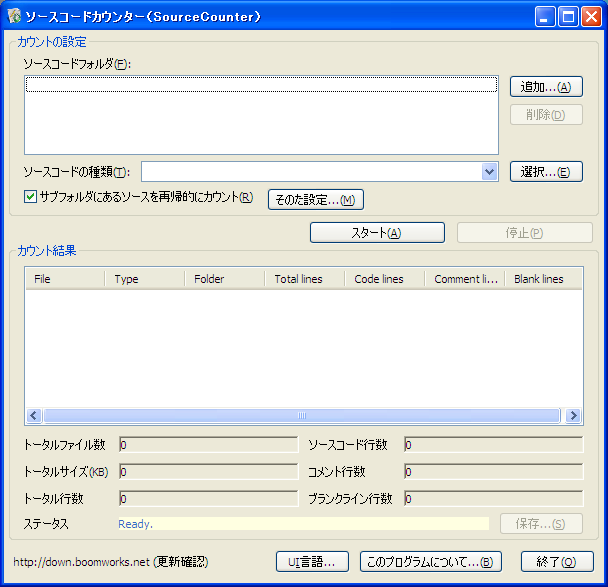 ソースコードカウンター(SourceCounter)
カウントの設定
ソースコードフォルダ(F):
追加...(A)
削除(D)
ソースコードの種類(T):
選択...(E)
サブフォルダにあるソースを再帰的にカウント(R)
そのた設定...(M)
スタート(A)
停止(P)
カウント結果
File Type Folder Total lines Code lines Comment li... Blank lines
トータルファイル数 0 ソースコード行数 0
トータルサイズ(KB) 0 コメント行数 0
トータル行数 0 ブランクライン行数 0
ステータス Ready. 保存...(S)
http://down.boomworks.net (更新確認) UI言語... このプログラムについて...(B) 終了(Q)